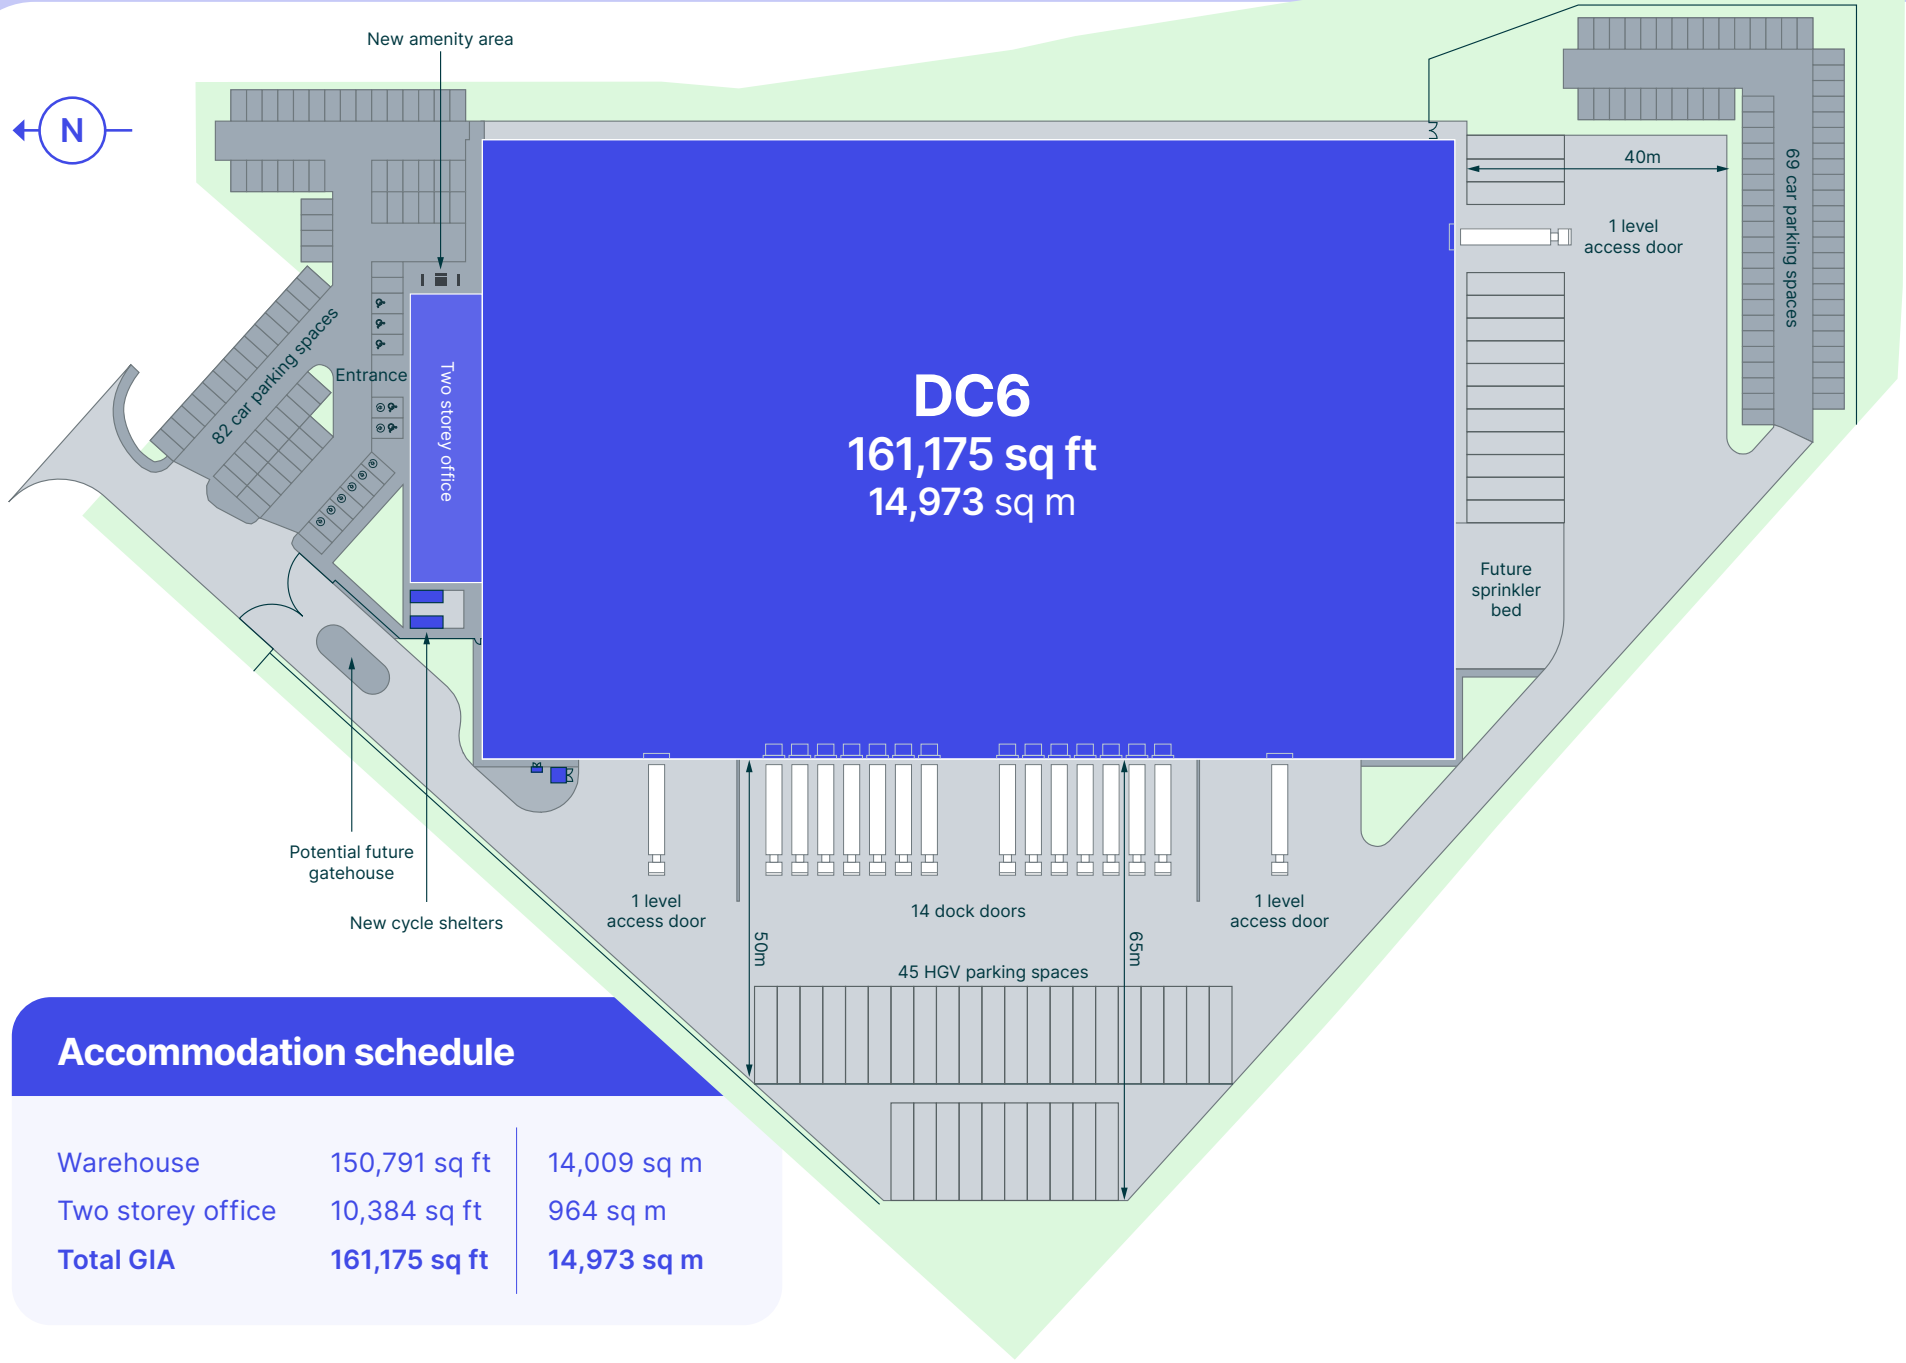 New amenity area
N
40m
1 level
access door
69 car parking spaces
82 car parking spaces
Entrance
Two storey office
DC6
161,175 sq ft
14,973 sq m
Future
sprinkler
bed
Potential future
gatehouse
New cycle shelters
1 level
access door
14 dock doors
1 level
access door
50m
65m
45 HGV parking spaces
Accommodation schedule
Warehouse 150,791 sq ft 14,009 sq m
Two storey office 10,384 sq ft 964 sq m
Total GIA 161,175 sq ft 14,973 sq m